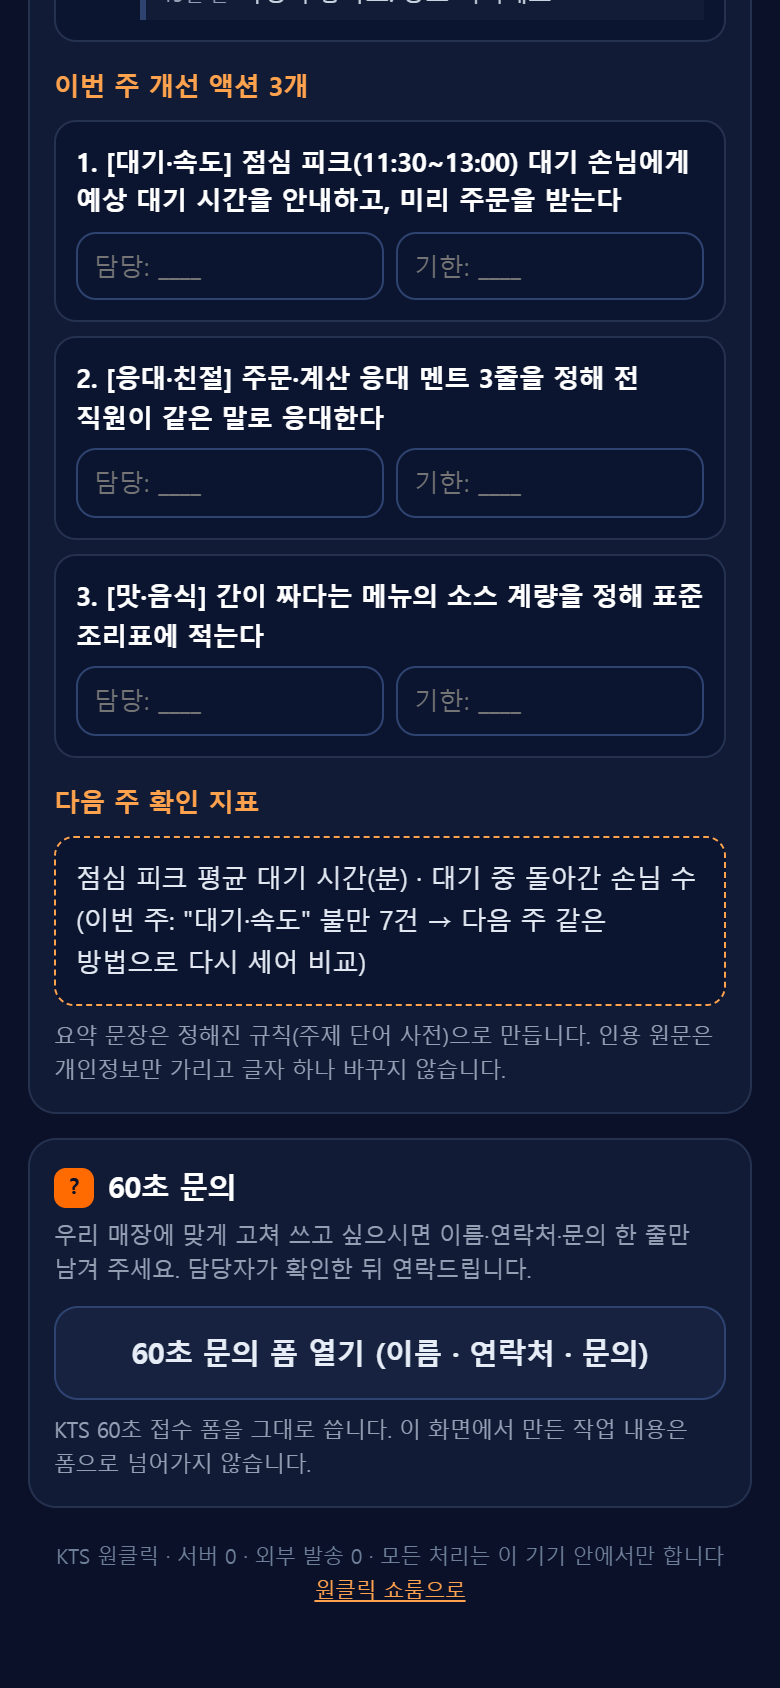 이번 주 개선 액션 3개
1. [대기·속도] 점심 피크(11:30~13:00) 대기 손님에게
예상 대기 시간을 안내하고, 미리 주문을 받는다
담당: ____
기한: ____
2. [응대·친절] 주문·계산 응대 멘트 3줄을 정해 전
직원이 같은 말로 응대한다
담당: ____
기한: ____
3. [맛·음식] 간이 짜다는 메뉴의 소스 계량을 정해 표준
조리표에 적는다
담당: ____
기한: ____
다음 주 확인 지표
점심 피크 평균 대기 시간(분) · 대기 중 돌아간 손님 수
(이번 주: "대기·속도" 불만 7건 → 다음 주 같은
방법으로 다시 세어 비교)
요약 문장은 정해진 규칙(주제 단어 사전)으로 만듭니다. 인용 원문은
개인정보만 가리고 글자 하나 바꾸지 않습니다.
? 60초 문의
우리 매장에 맞게 고쳐 쓰고 싶으시면 이름·연락처·문의 한 줄만
남겨 주세요. 담당자가 확인한 뒤 연락드립니다.
60초 문의 폼 열기 (이름 · 연락처 · 문의)
KTS 60초 접수 폼을 그대로 씁니다. 이 화면에서 만든 작업 내용은
폼으로 넘어가지 않습니다.
KTS 원클릭 · 서버 0 · 외부 발송 0 · 모든 처리는 이 기기 안에서만 합니다
원클릭 쇼룸으로